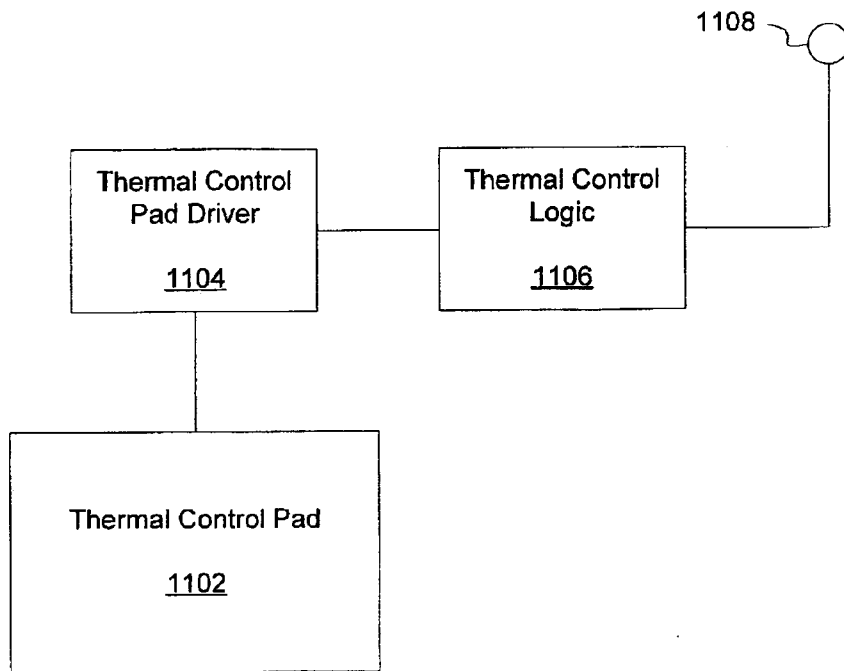 1108
Thermal Control
Pad Driver
1104
Thermal Control
Logic
1106
Thermal Control Pad
1102